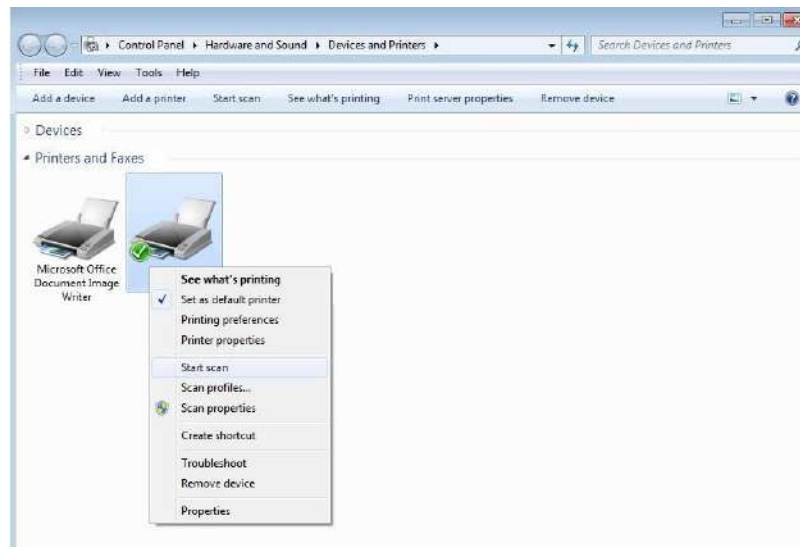 Control Panel ▸ Hardware and Sound ▸ Devices and Printers ▸
Search Devices and Printers
File Edit View Tools Help
Add a device Add a printer Start scan See what's printing Print server properties Remove device
Devices
Printers and Faxes
Microsoft Office
Document Image
Writer
See what's printing
Set as default printer
Printing preferences
Printer properties
Start scan
Scan profiles...
Scan properties
Create shortcut
Troubleshoot
Remove device
Properties